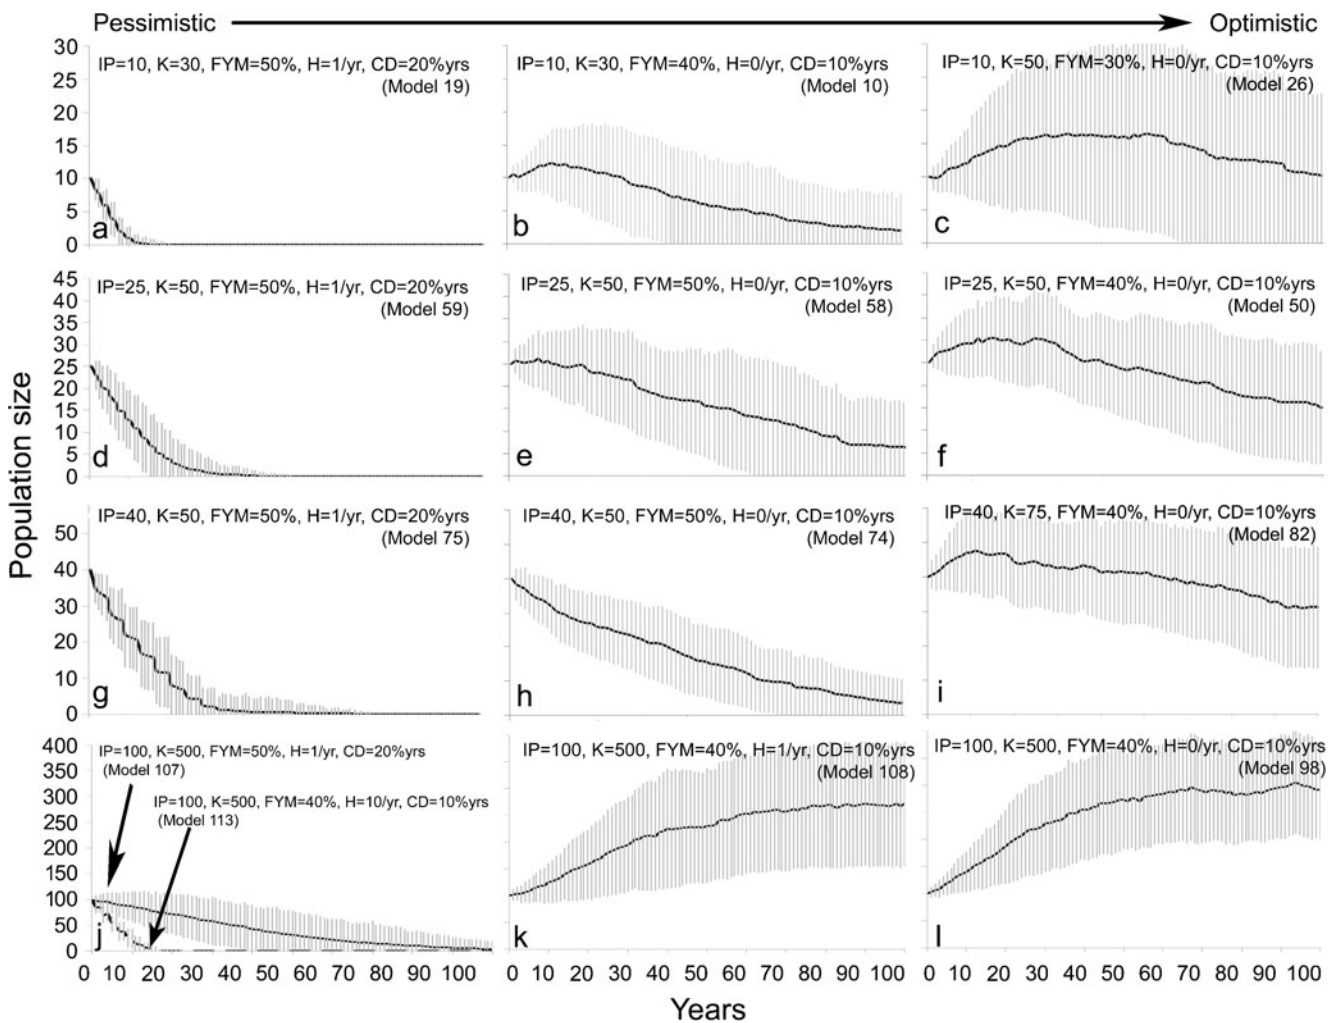 Pessimistic
Optimistic
30
25
20
15
10
5
0
IP=10, K=30, FYM=50%, H=1/yr, CD=20%yrs
(Model 19)
a
IP=10, K=30, FYM=40%, H=0/yr, CD=10%yrs
(Model 10)
b
IP=10, K=50, FYM=30%, H=0/yr, CD=10%yrs
(Model 26)
c
45
40
35
30
25
20
15
10
5
0
IP=25, K=50, FYM=50%, H=1/yr, CD=20%yrs
(Model 59)
d
IP=25, K=50, FYM=50%, H=0/yr, CD=10%yrs
(Model 58)
e
IP=25, K=50, FYM=40%, H=0/yr, CD=10%yrs
(Model 50)
f
Population size
50
40
30
20
10
0
IP=40, K=50, FYM=50%, H=1/yr, CD=20%yrs
(Model 75)
g
IP=40, K=50, FYM=50%, H=0/yr, CD=10%yrs
(Model 74)
h
IP=40, K=75, FYM=40%, H=0/yr, CD=10%yrs
(Model 82)
i
400
350
300
250
200
150
100
50
0
IP=100, K=500, FYM=50%, H=1/yr, CD=20%yrs
(Model 107)
IP=100, K=500, FYM=40%, H=10/yr, CD=10%yrs
(Model 113)
j
IP=100, K=500, FYM=40%, H=1/yr, CD=10%yrs
(Model 108)
k
IP=100, K=500, FYM=40%, H=0/yr, CD=10%yrs
(Model 98)
l
0 10 20 30 40 50 60 70 80 90 100
0 10 20 30 40 50 60 70 80 90 100
0 10 20 30 40 50 60 70 80 90 100
Years